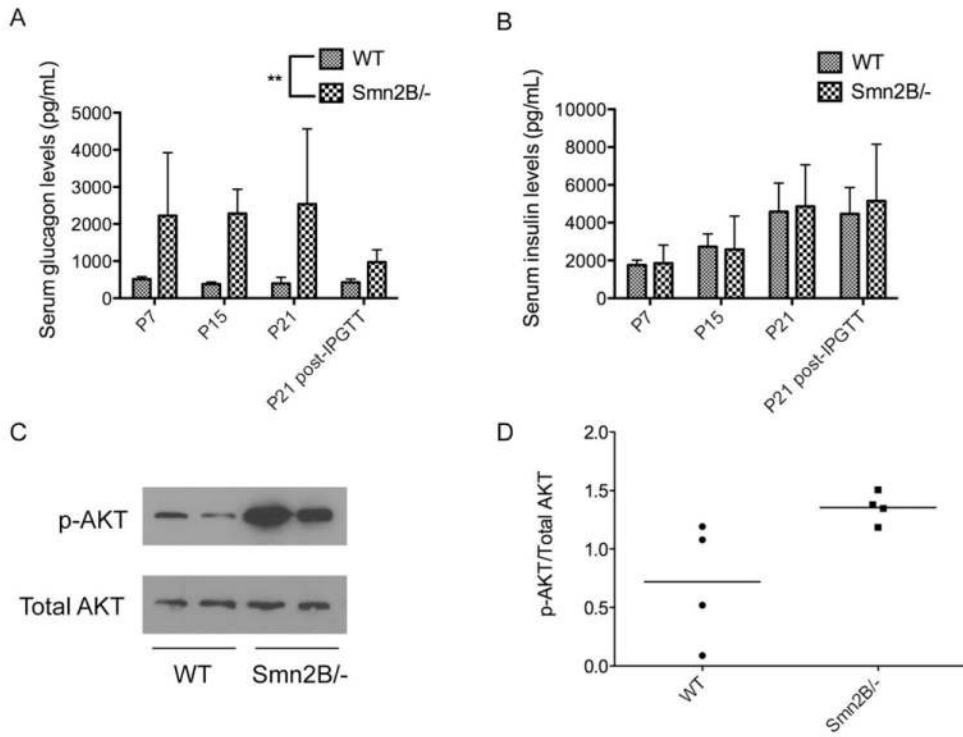 A
WT
**
Smn2B/-
Serum glucagon levels (pg/mL)
5000
4000
3000
2000
1000
0
P7
P15
P21
P21 post-IPGTT
B
WT
Smn2B/-
Serum insulin levels (pg/mL)
10000
8000
6000
4000
2000
0
P7
P15
P21
P21 post-IPGTT
C
p-AKT
Total AKT
WT
Smn2B/-
D
p-AKT/Total AKT
2.0
1.5
1.0
0.5
0.0
WT
Smn2B/-